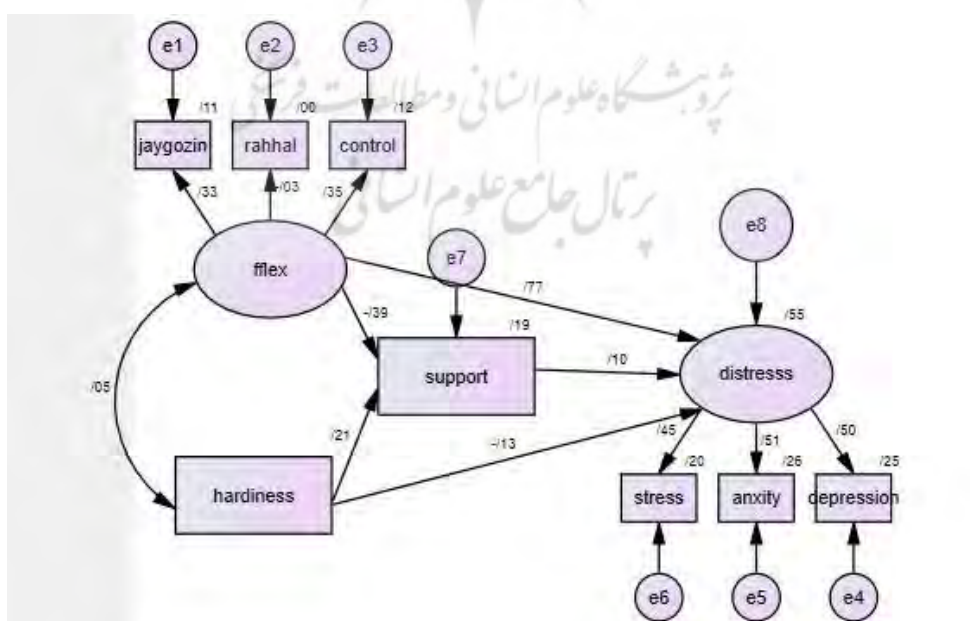 e1 e2 e3
/11 /00 /12
پژوهشگاه علوم انسانی و مطالعات فرهنگی
jaygozin rahhal control
/33 -/03 /35
پرتال جامع علوم انسانی
e8
e7
fflex
/77
-/39 /19 /55
support /10 distresss
/05
/21 -/13 /45 /51 /50
/20 /26 /25
hardiness
stress anxity depression
e6 e5 e4